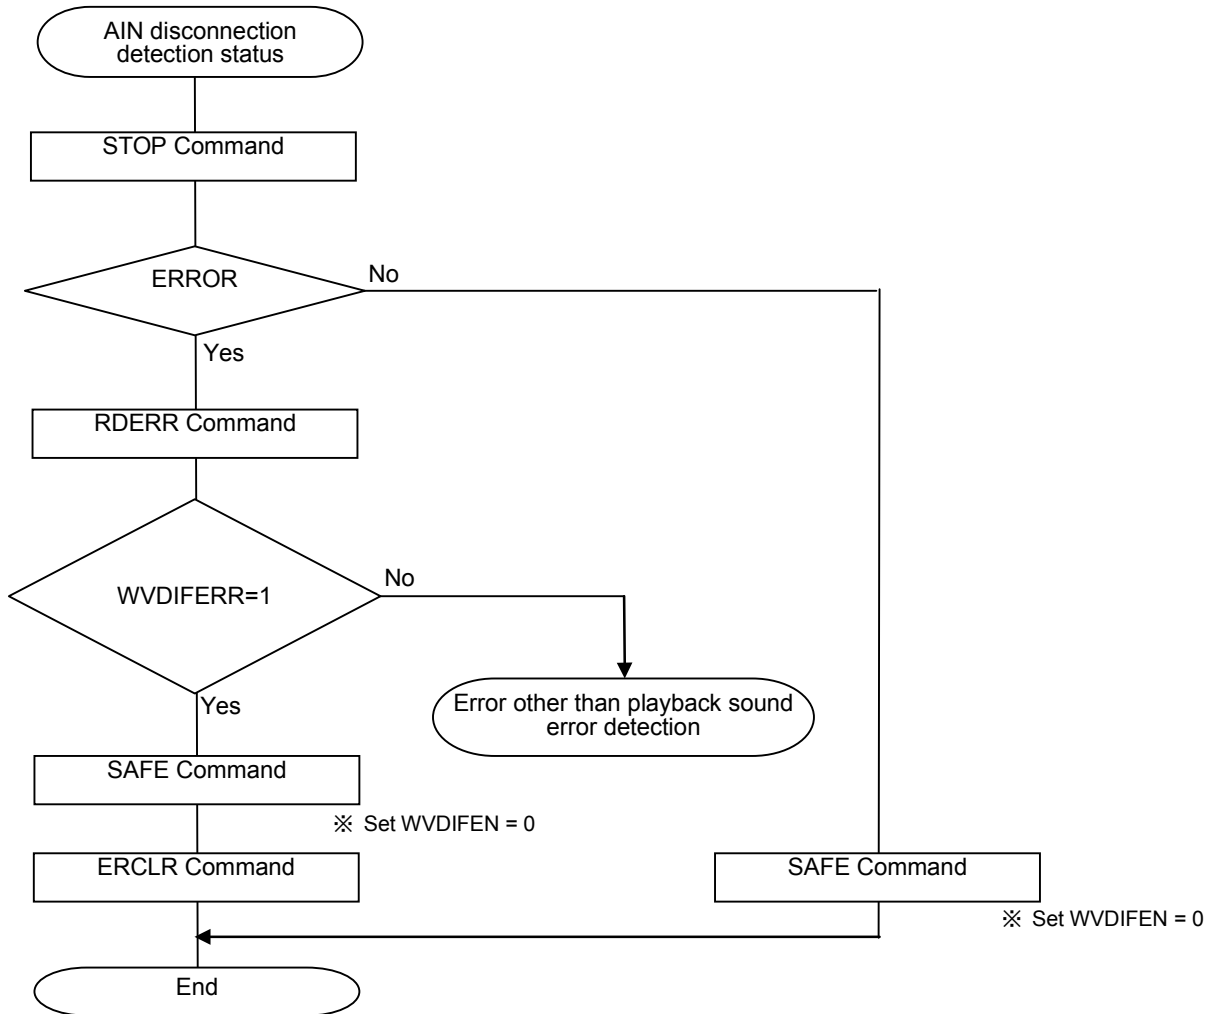 AIN disconnection
detection status
STOP Command
ERROR
No
Yes
RDERR Command
WVDIFERR=1
No
Yes
Error other than playback sound
error detection
SAFE Command
※ Set WVDIFEN = 0
ERCLR Command
SAFE Command
※ Set WVDIFEN = 0
End